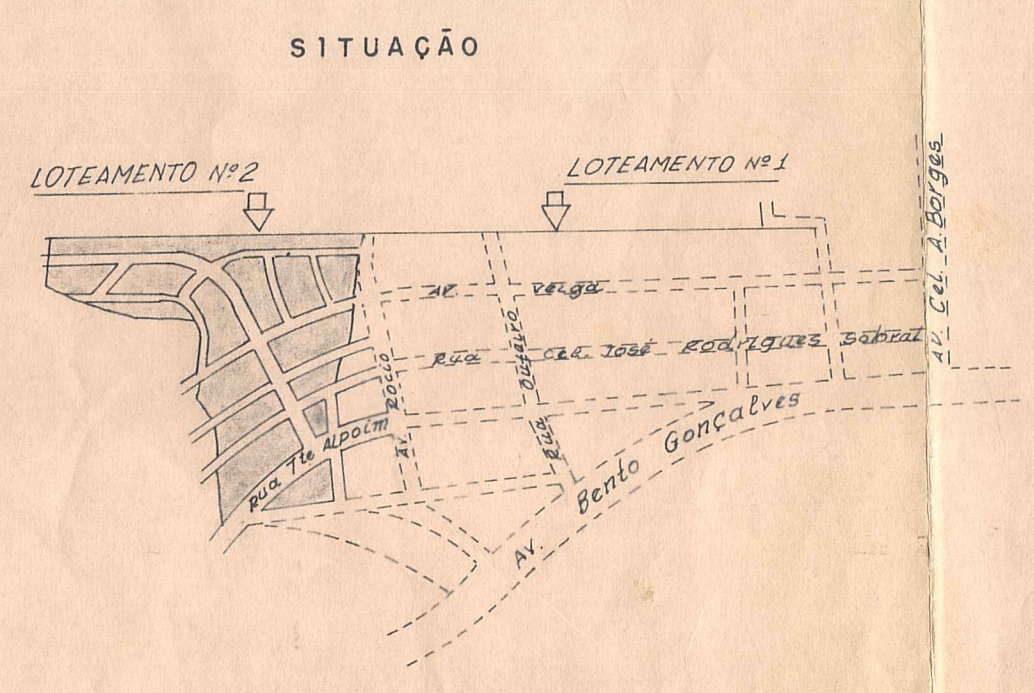 SITUAÇÃO
LOTEAMENTO Nº2
LOTEAMENTO Nº1
AV. Cel. A. Borges
AV. Veiga
Rua Cel. José Rodrigues Sobral
Rua Outeiro
AV. ROCIO
Rua Tte Alpoim
Av. Bento Gonçalves